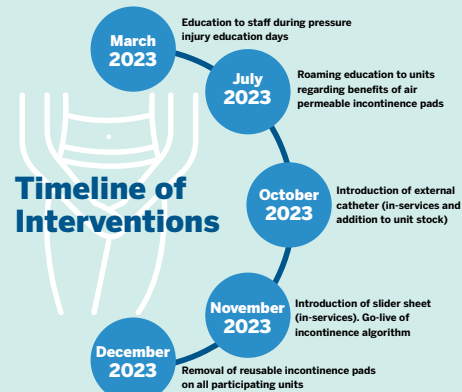 March
2023
Education to staff during pressure
injury education days
July
2023
Roaming education to units
regarding benefits of air
permeable incontinence pads
Timeline of
Interventions
October
2023
Introduction of external
catheter (in-services and
addition to unit stock)
November
2023
Introduction of slider sheet
(in-services). Go-live of
incontinence algorithm
December
2023
Removal of reusable incontinence pads
on all participating units